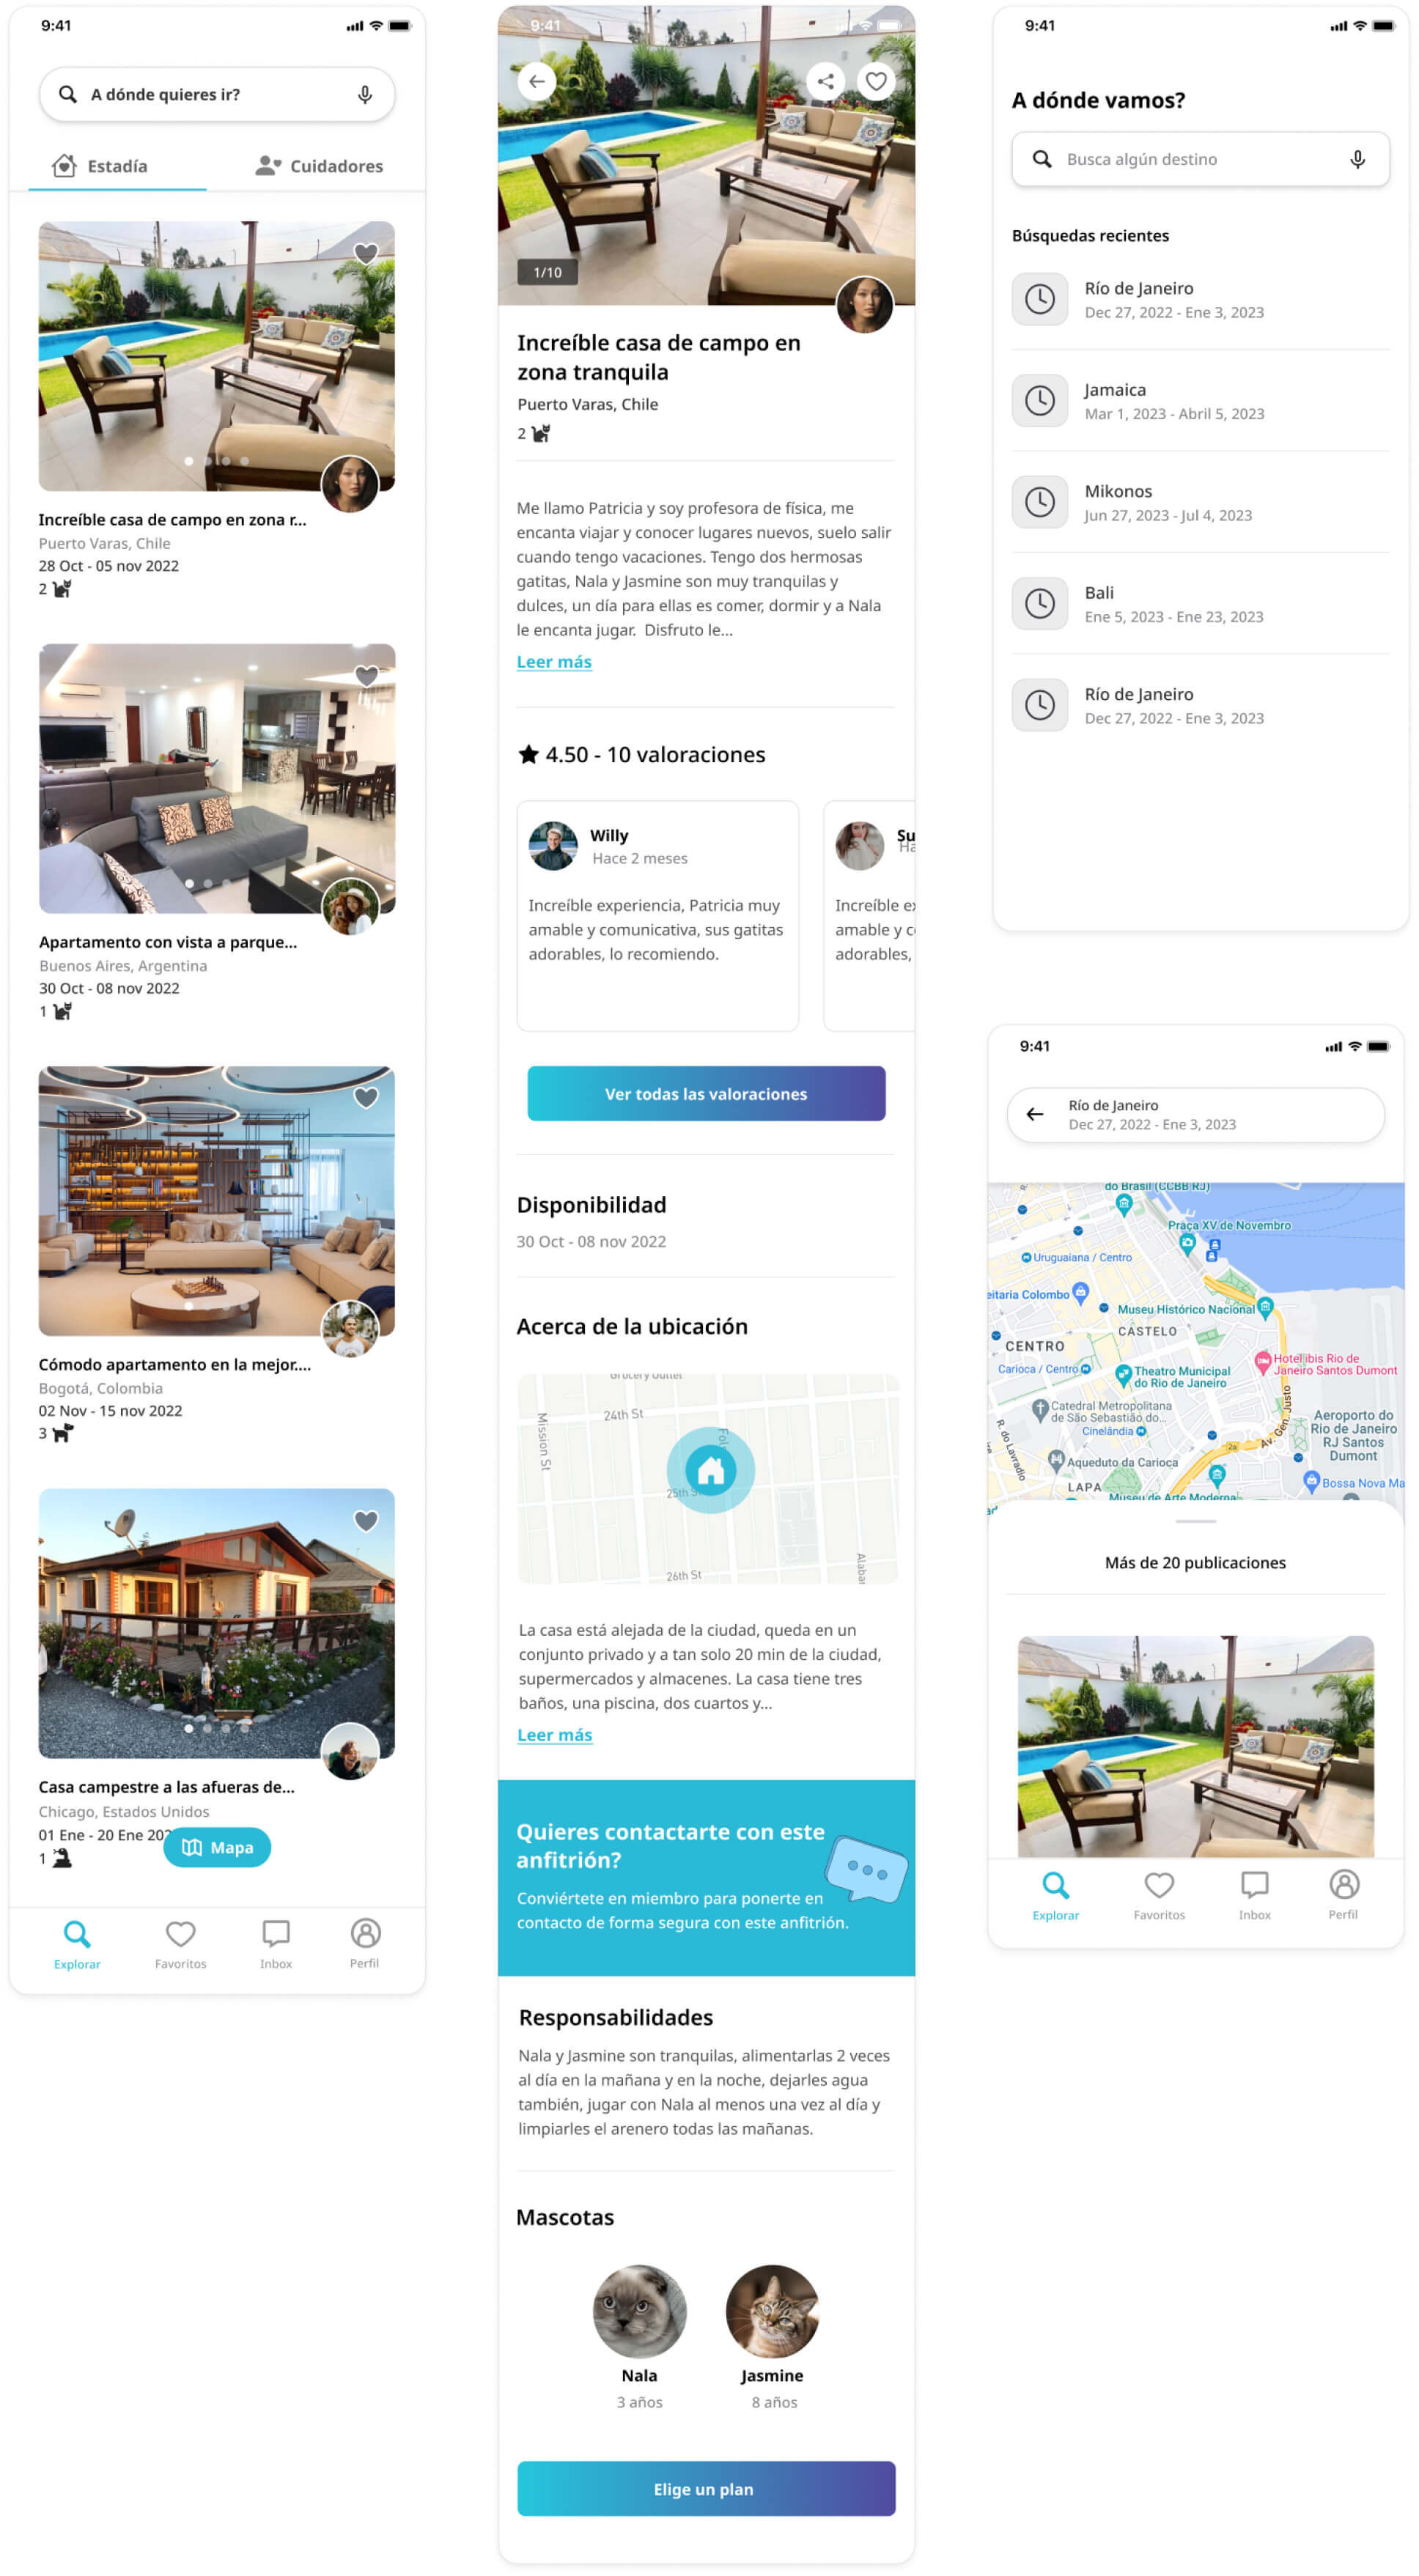 9:41
A dónde quieres ir?
Estadía
Cuidadores
Increíble casa de campo en zona r...
Puerto Varas, Chile
28 Oct - 05 nov 2022
2
Apartamento con vista a parque...
Buenos Aires, Argentina
30 Oct - 08 nov 2022
1
Cómodo apartamento en la mejor....
Bogotá, Colombia
02 Nov - 15 nov 2022
3
Casa campestre a las afueras de...
Chicago, Estados Unidos
01 Ene - 20 Ene 202
1
Mapa
Explorar
Favoritos
Inbox
Perfil
9:41
1/10
Increíble casa de campo en
zona tranquila
Puerto Varas, Chile
2
Me llamo Patricia y soy profesora de física, me
encanta viajar y conocer lugares nuevos, suelo salir
cuando tengo vacaciones. Tengo dos hermosas
gatitas, Nala y Jasmine son muy tranquilas y
dulces, un día para ellas es comer, dormir y a Nala
le encanta jugar. Disfruto le...
Leer más
4.50 - 10 valoraciones
Willy
Hace 2 meses
Increíble experiencia, Patricia muy
amable y comunicativa, sus gatitas
adorables, lo recomiendo.
Su
Ha
Increíble ex
amable y c
adorables,
Ver todas las valoraciones
Disponibilidad
30 Oct - 08 nov 2022
Acerca de la ubicación
Grocery Outlet
Mission St
24th St
Fol
25th S
26th St
Alaba
La casa está alejada de la ciudad, queda en un
conjunto privado y a tan solo 20 min de la ciudad,
supermercados y almacenes. La casa tiene tres
baños, una piscina, dos cuartos y...
Leer más
Quieres contactarte con este
anfitrión?
Conviértete en miembro para ponerte en
contacto de forma segura con este anfitrión.
Responsabilidades
Nala y Jasmine son tranquilas, alimentarlas 2 veces
al día en la mañana y en la noche, dejarles agua
también, jugar con Nala al menos una vez al día y
limpiarles el arenero todas las mañanas.
Mascotas
Nala
3 años
Jasmine
8 años
Elige un plan
9:41
A dónde vamos?
Busca algún destino
Búsquedas recientes
Río de Janeiro
Dec 27, 2022 - Ene 3, 2023
Jamaica
Mar 1, 2023 - Abril 5, 2023
Mikonos
Jun 27, 2023 - Jul 4, 2023
Bali
Ene 5, 2023 - Ene 23, 2023
Río de Janeiro
Dec 27, 2022 - Ene 3, 2023
9:41
Río de Janeiro
Dec 27, 2022 - Ene 3, 2023
do Brasil (CCBB RJ)
Praça XV de Novembro
Uruguaiana / Centro
eitaria Colombo
Museu Histórico Nacional
CASTELO
CENTRO
Carioca / Centro
Theatro Municipal
do Rio de Janeiro
Hotel ibis Rio de
Janeiro Santos Dumont
Catedral Metropolitana
de São Sebastião do...
Cinelândia
R. do Lavradio
Av. Gen. Justo
2a
Aeroporto do
Rio de Janeiro
RJ Santos
Dumont
Aqueduto da Carioca
LAPA
Bossa Nova Ma
Museu de Arte Moderna
Más de 20 publicaciones
Explorar
Favoritos
Inbox
Perfil